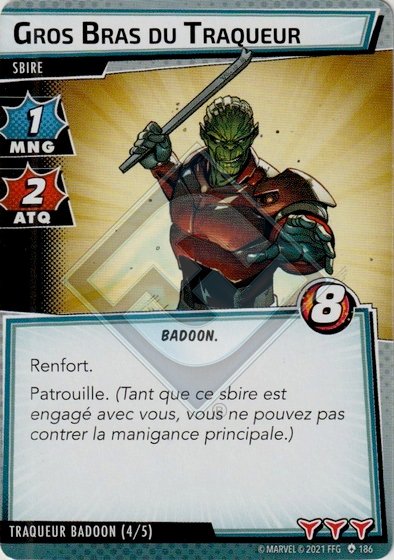 GROS BRAS DU TRAQUEUR
SBIRE
1
MNG
2
ATQ
8
BADOON.
Renfort.
Patrouille. (Tant que ce sbire est
engagé avec vous, vous ne pouvez pas
contrer la manigance principale.)
TRAQUEUR BADOON (4/5)
© MARVEL © 2021 FFG 186